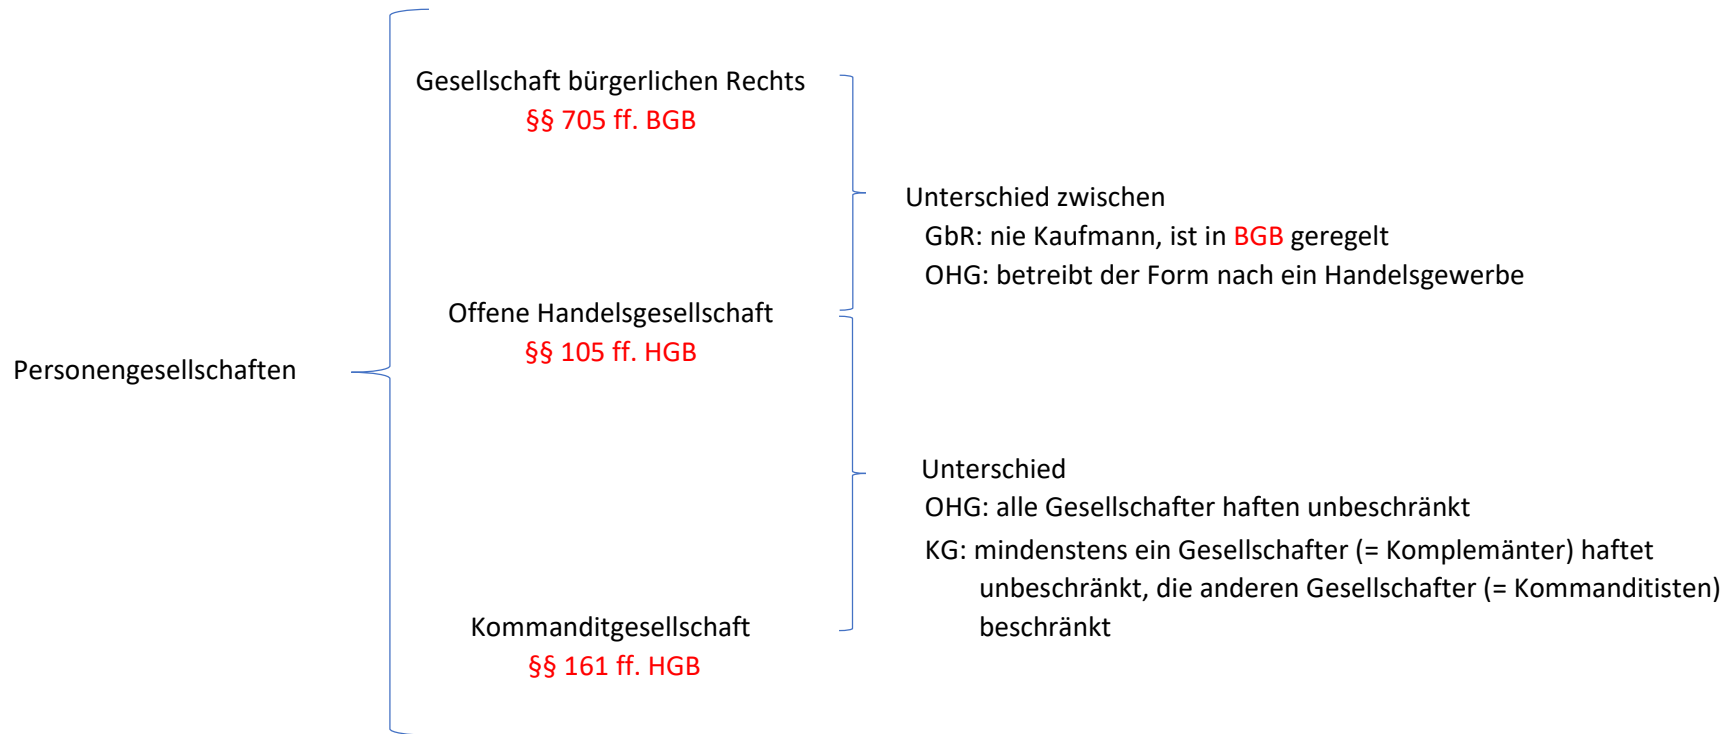 Personengesellschaften
Gesellschaft bürgerlichen Rechts
§§ 705 ff. BGB
Offene Handelsgesellschaft
§§ 105 ff. HGB
Kommanditgesellschaft
§§ 161 ff. HGB
Unterschied zwischen
GbR: nie Kaufmann, ist in BGB geregelt
OHG: betreibt der Form nach ein Handelsgewerbe
Unterschied
OHG: alle Gesellschafter haften unbeschränkt
KG: mindenstens ein Gesellschafter (= Komplemänter) haftet
unbeschränkt, die anderen Gesellschafter (= Kommanditisten)
beschränkt